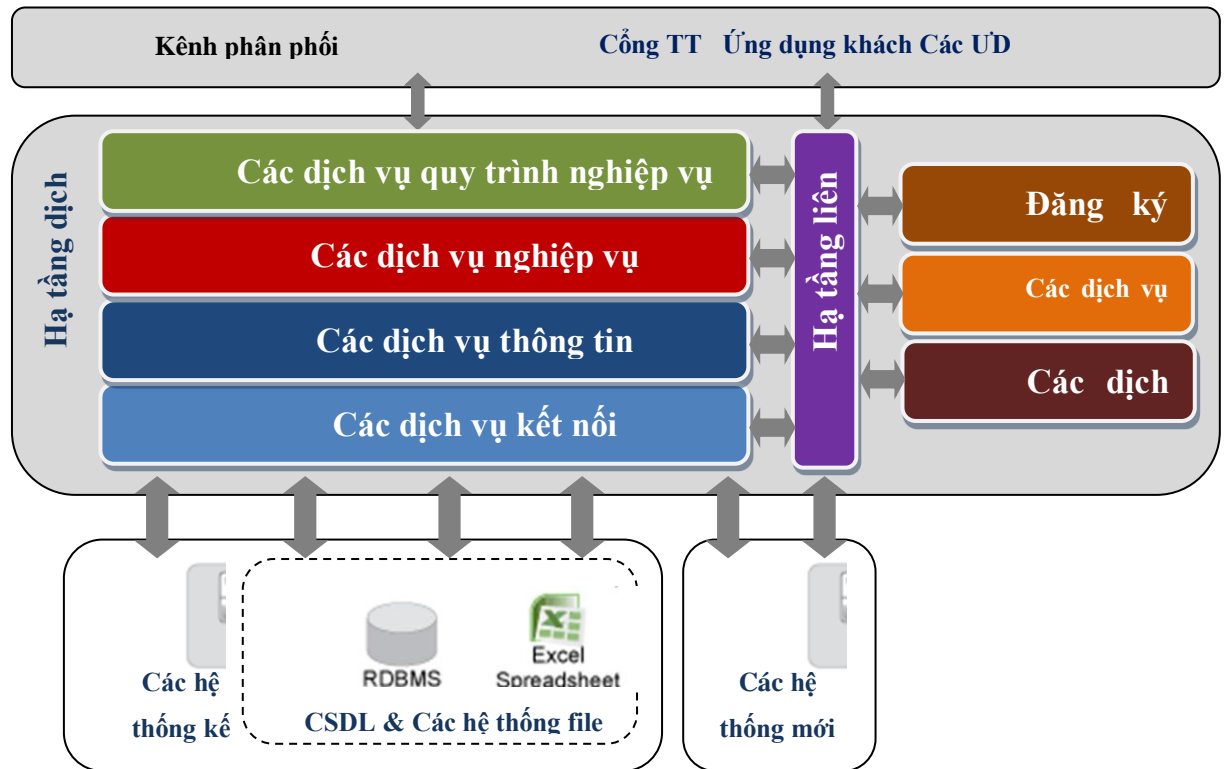 Kênh phân phối
Cổng TT Ứng dụng khách Các ƯD
Hạ tầng dịch
Các dịch vụ quy trình nghiệp vụ
Các dịch vụ nghiệp vụ
Các dịch vụ thông tin
Các dịch vụ kết nối
Hạ tầng liên
Đăng ký
Các dịch vụ
Các dịch
RDBMS
Excel
Spreadsheet
Các hệ
thống kế
CSDL & Các hệ thống file
Các hệ
thống mới